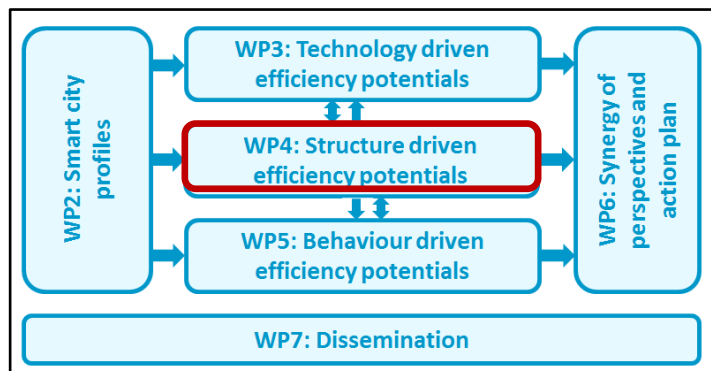 WP2: Smart city
profiles
WP3: Technology driven
efficiency potentials
WP4: Structure driven
efficiency potentials
WP5: Behaviour driven
efficiency potentials
WP6: Synergy of
perspectives and
action plan
WP7: Dissemination